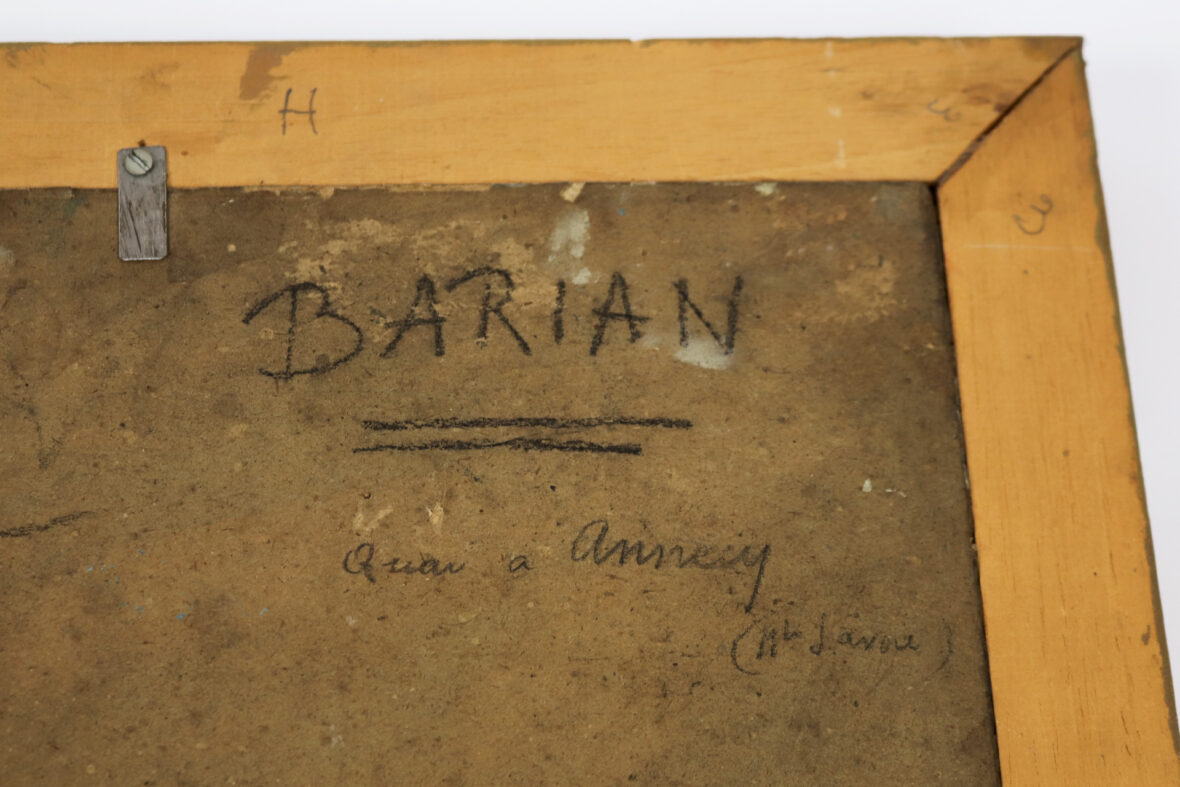 H
BARIAN
Quai a Annecy
(Hte Savoie)